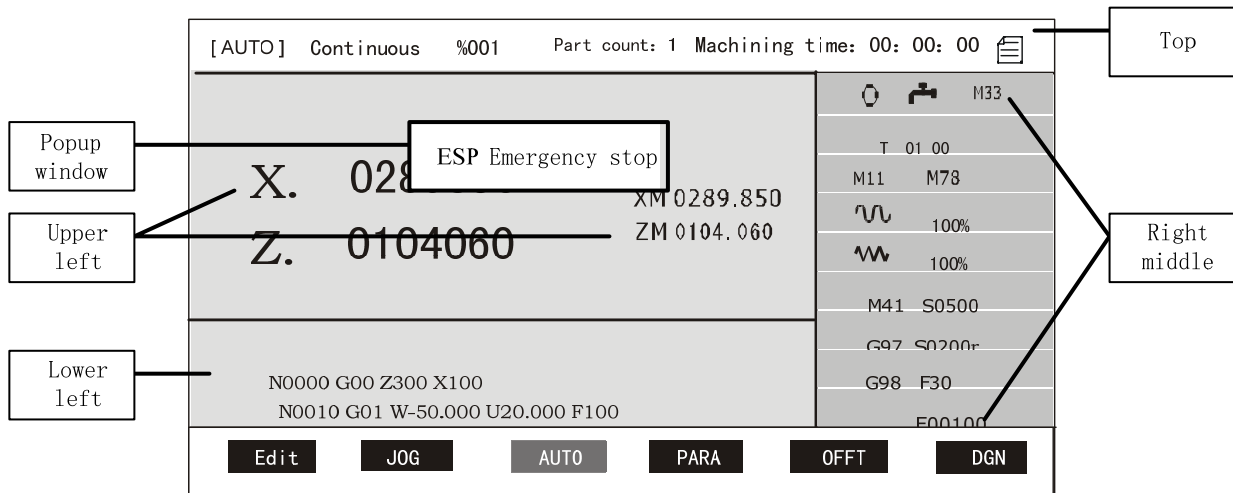 [AUTO] Continuous %001 Part count: 1 Machining time: 00: 00: 00
Top
M33
Popup
window
ESP Emergency stop
T 01 00
X.
XM 0289.850
M11 M78
Upper
left
Z. 0104060
ZM 0104.060
100%
Right
middle
100%
M41 S0500
G97 S0200r
Lower
left
N0000 G00 Z300 X100
G98 F30
N0010 G01 W-50.000 U20.000 F100
F00100
Edit JOG AUTO PARA OFFT DGN